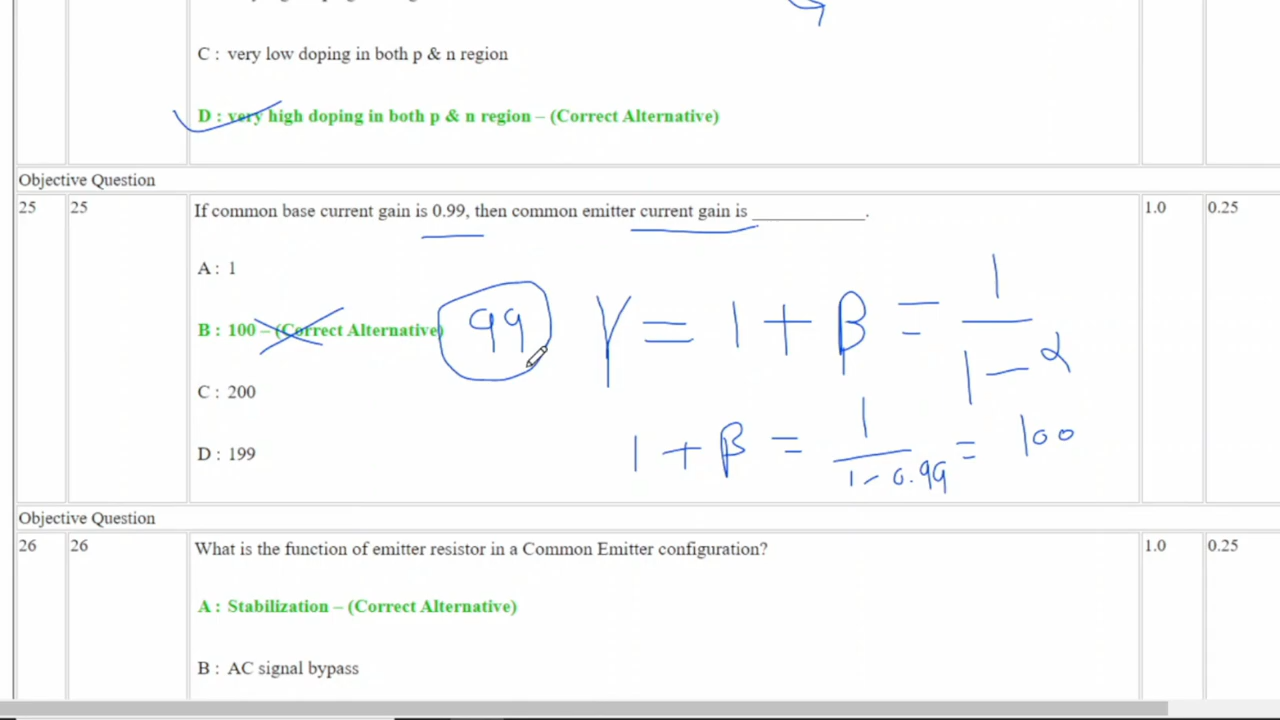 C : very low doping in both p & n region
D : very high doping in both p & n region – (Correct Alternative)
Objective Question
25 25 If common base current gain is 0.99, then common emitter current gain is ____________. 1.0 0.25
A : 1
B : 100 – (Correct Alternative)
99
γ = 1 + β = 1 / 1 – α
C : 200
1 + β = 1 / 1 – 0.99 = 100
D : 199
Objective Question
26 26 What is the function of emitter resistor in a Common Emitter configuration? 1.0 0.25
A : Stabilization – (Correct Alternative)
B : AC signal bypass